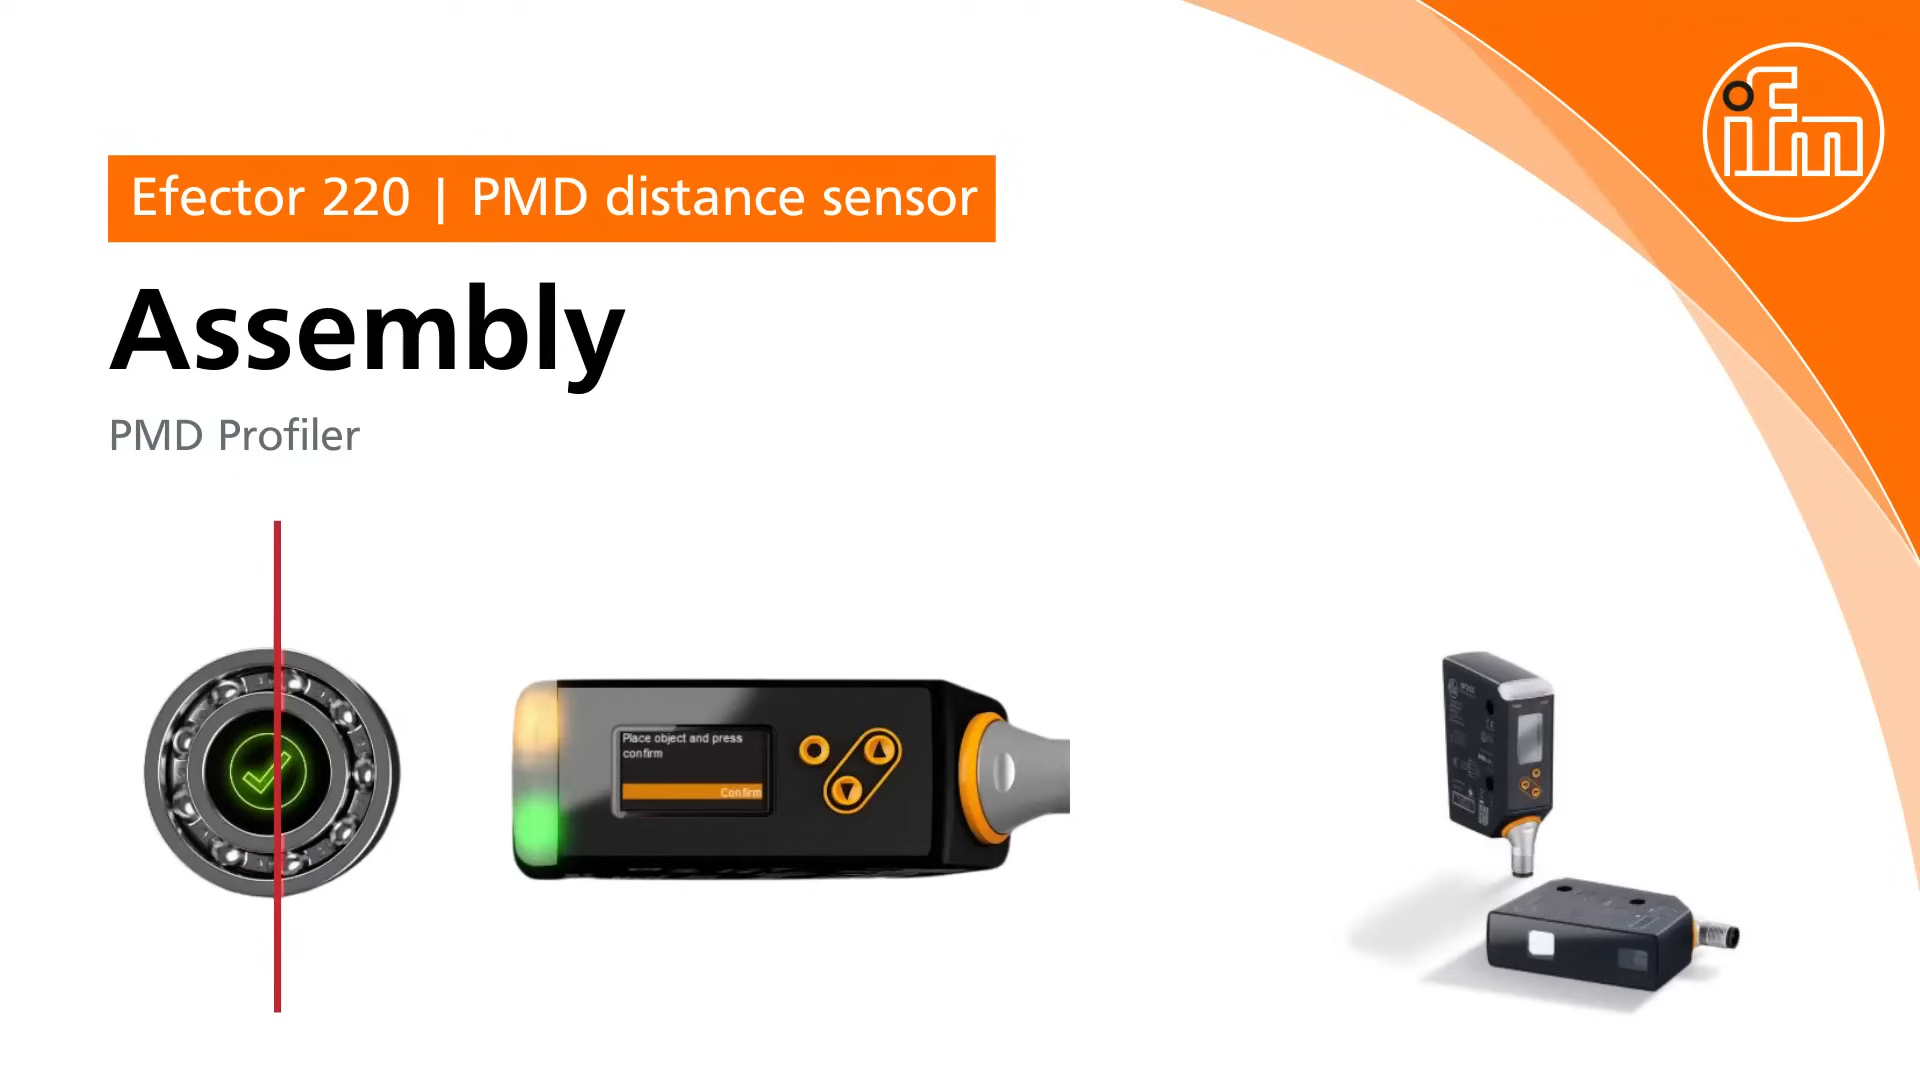 ifm
Efector 220 | PMD distance sensor
Assembly
PMD Profiler
Place object and press
confirm
Confirm